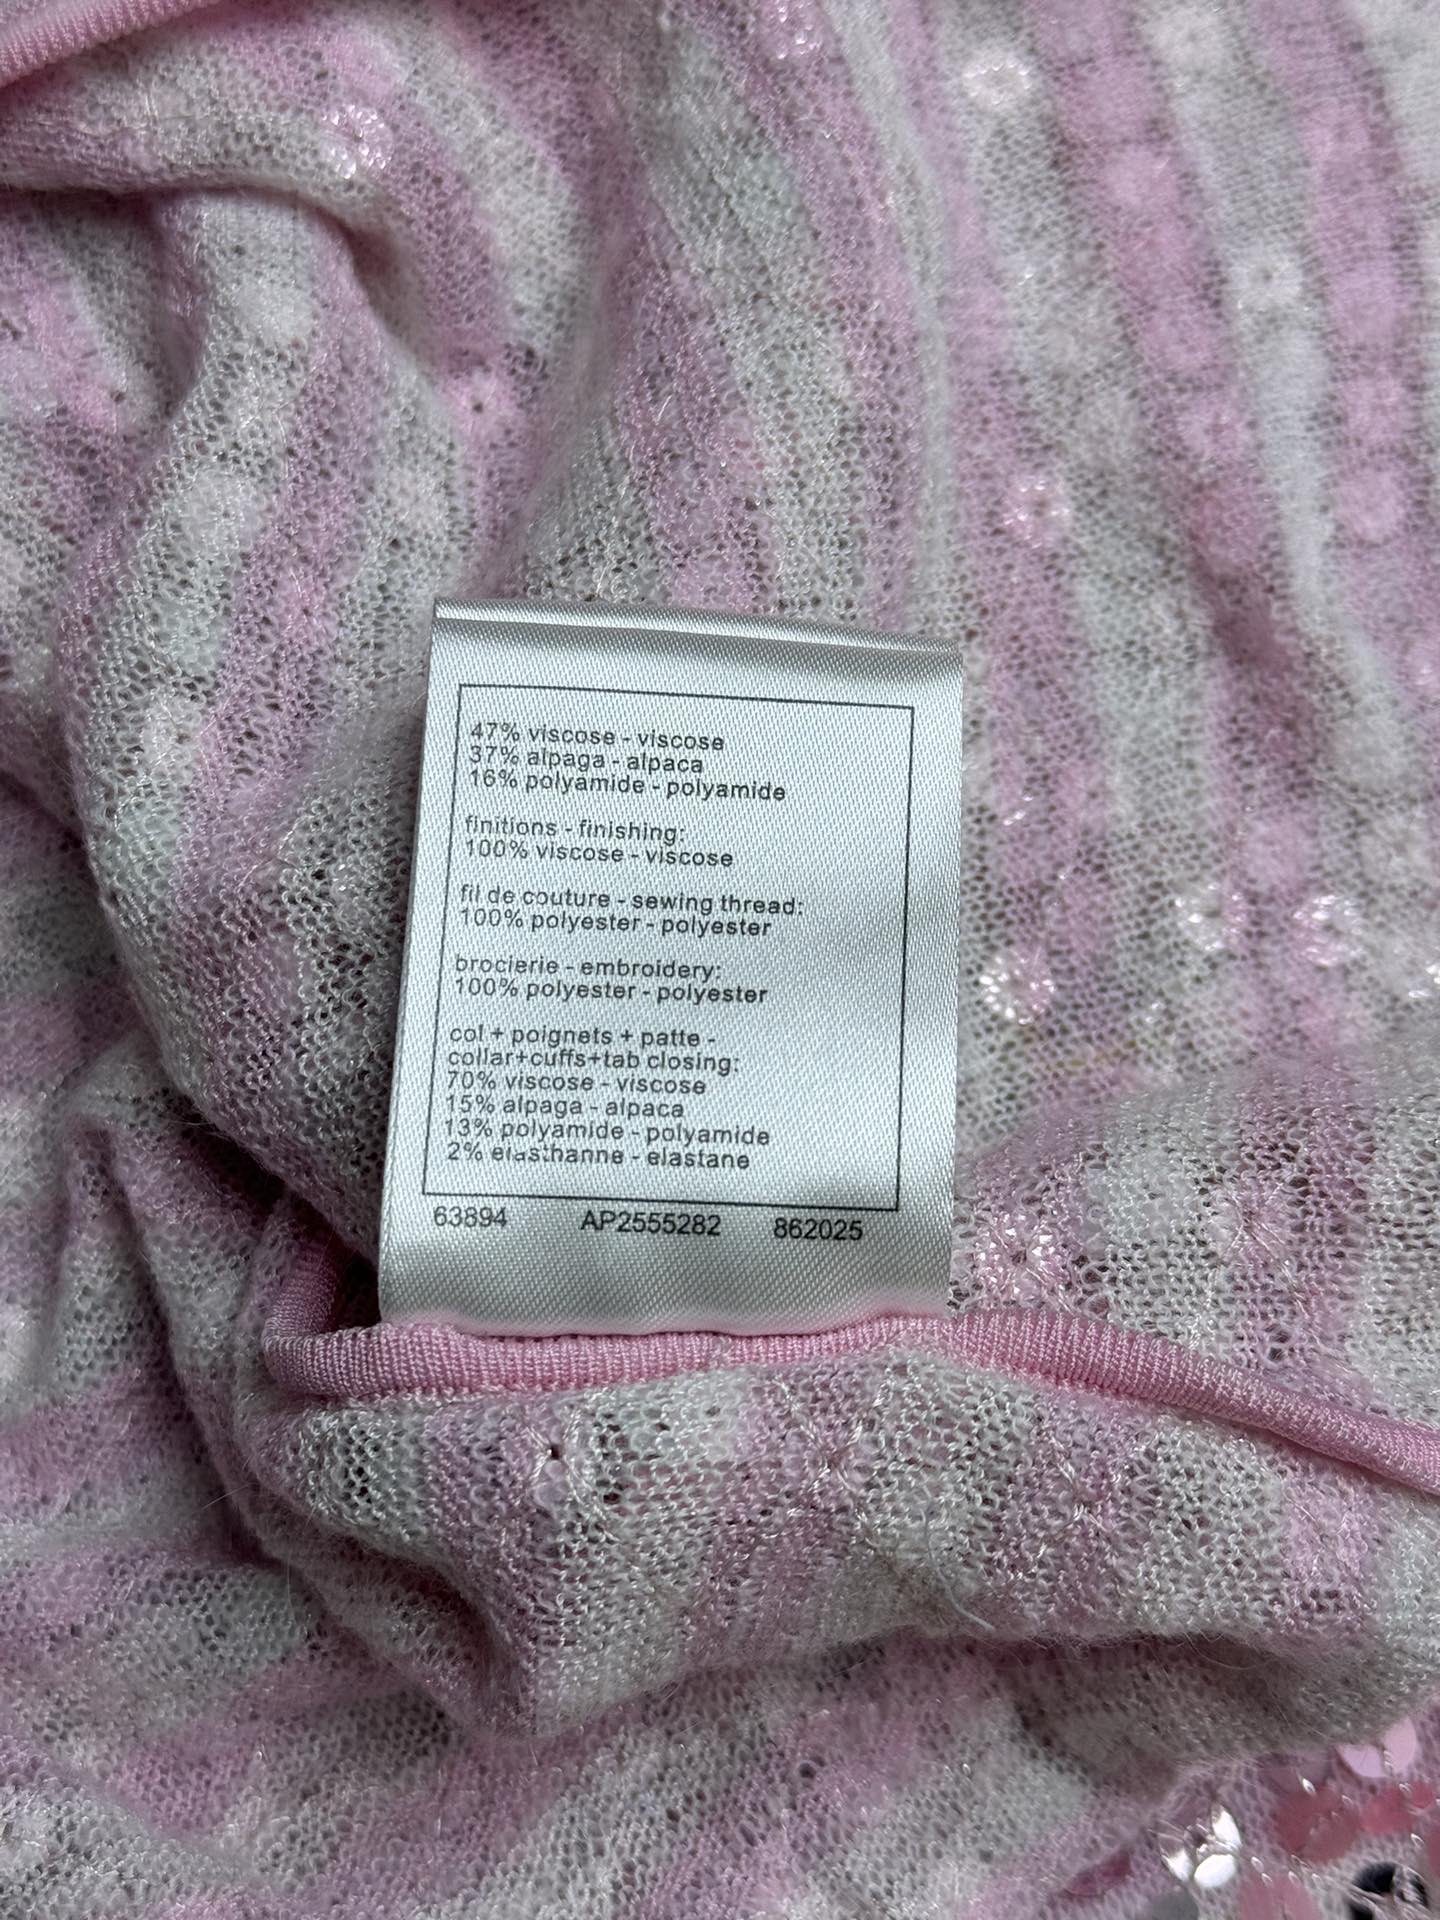 47% viscose - viscose
37% alpaga - alpaca
16% polyamide - polyamide
finitions - finishing:
100% viscose - viscose
fil de couture - sewing thread:
100% polyester - polyester
brocierie - embroidery:
100% polyester - polyester
col + poignets + patte -
collar+cuffs+tab closing:
70% viscose - viscose
15% alpaga - alpaca
13% polyamide - polyamide
2% elasthanne - elastane
63894 AP2555282 862025